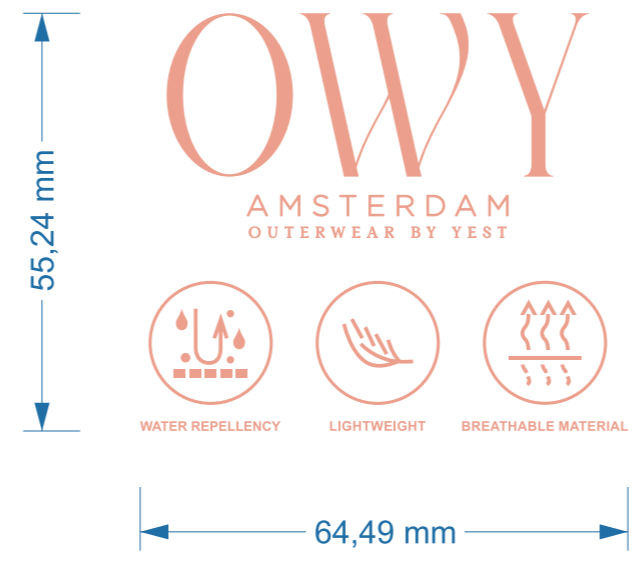 OWY
AMSTERDAM
OUTERWEAR BY YEST
55,24 mm
WATER REPELLENCY
LIGHTWEIGHT
BREATHABLE MATERIAL
64,49 mm